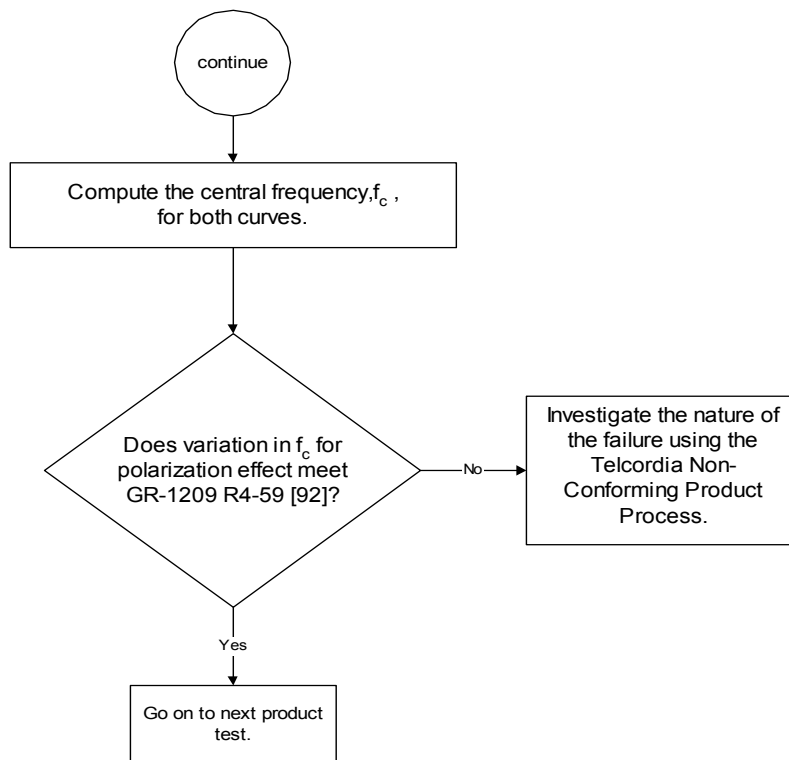 continue
Compute the central frequency,fc ,
for both curves.
Does variation in fc for
polarization effect meet
GR-1209 R4-59 [92]?
No
Investigate the nature of
the failure using the
Telcordia Non-
Conforming Product
Process.
Yes
Go on to next product
test.